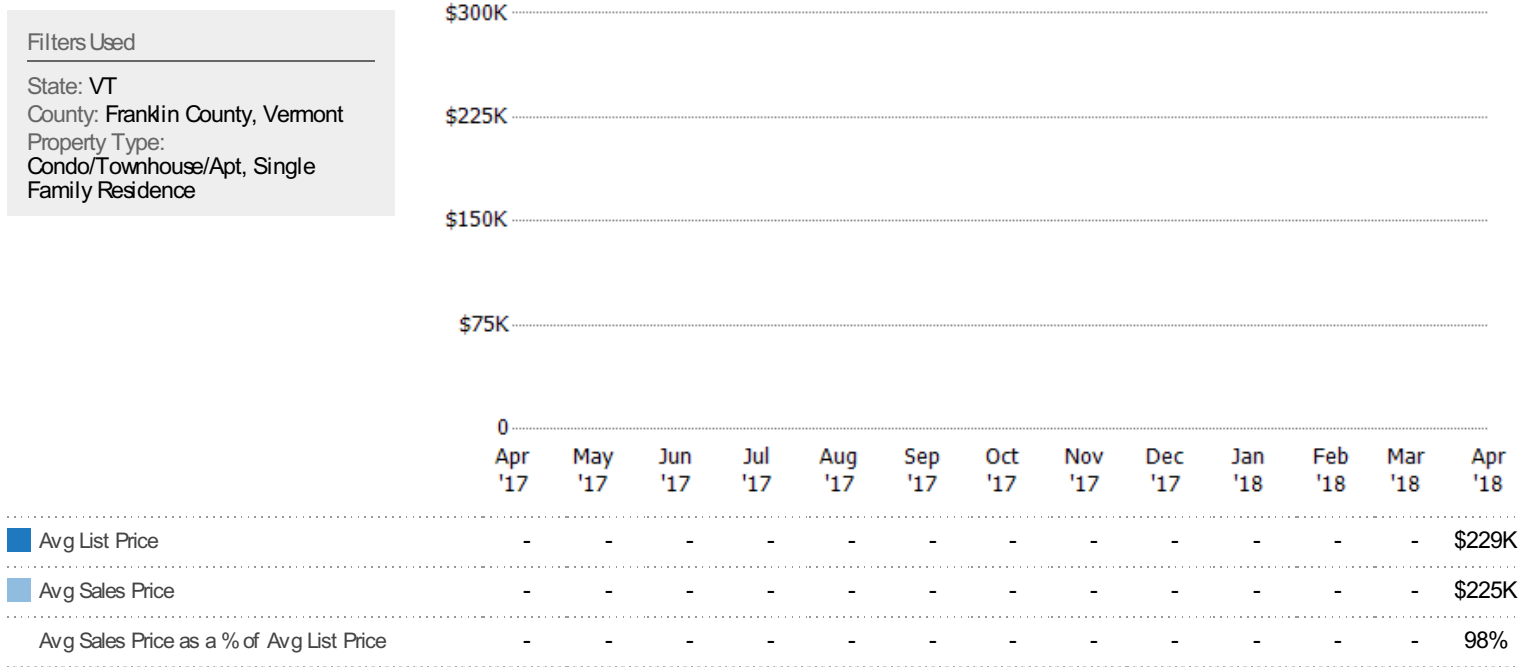 Filters Used
State: VT
County: Franklin County, Vermont
Property Type:
Condo/Townhouse/Apt, Single
Family Residence
$300K
$225K
$150K
$75K
0
Apr May Jun Jul Aug Sep Oct Nov Dec Jan Feb Mar Apr
'17 '17 '17 '17 '17 '17 '17 '17 '17 '18 '18 '18 '18
Avg List Price - - - - - - - - - - - - $229K
Avg Sales Price - - - - - - - - - - - - $225K
Avg Sales Price as a % of Avg List Price - - - - - - - - - - - - 98%